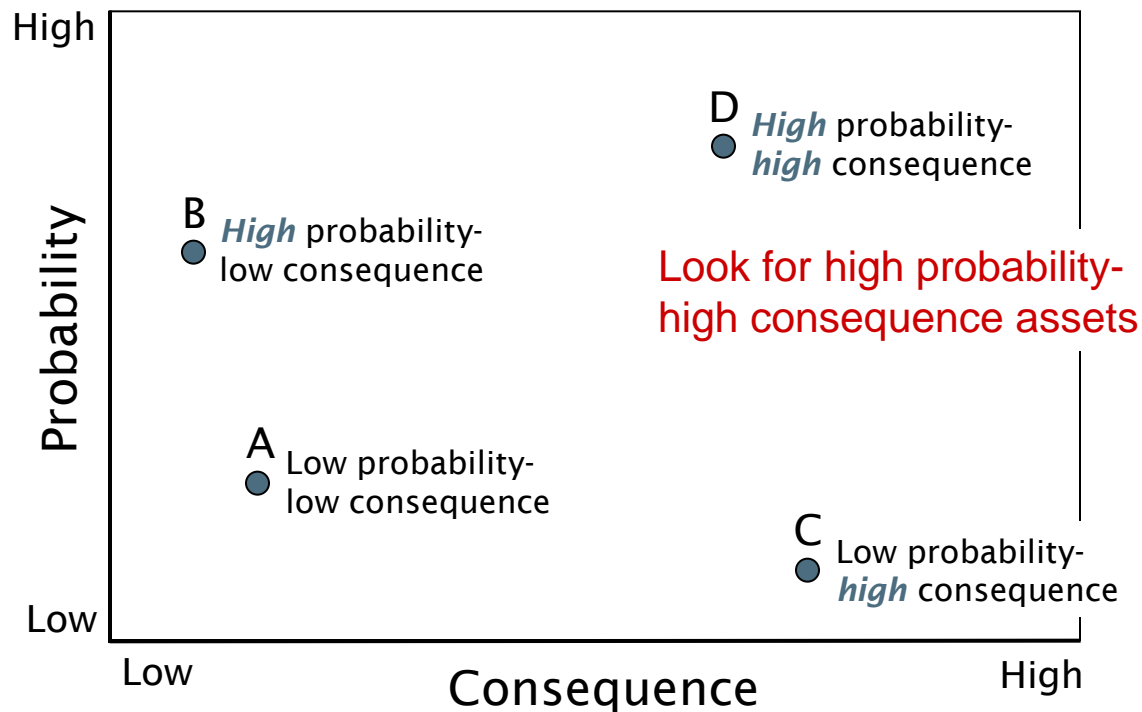 High
D
High probability-
high consequence
B
High probability-
low consequence
Look for high probability-
high consequence assets
Probability
A
Low probability-
low consequence
C
Low probability-
high consequence
Low
Low
High
Consequence